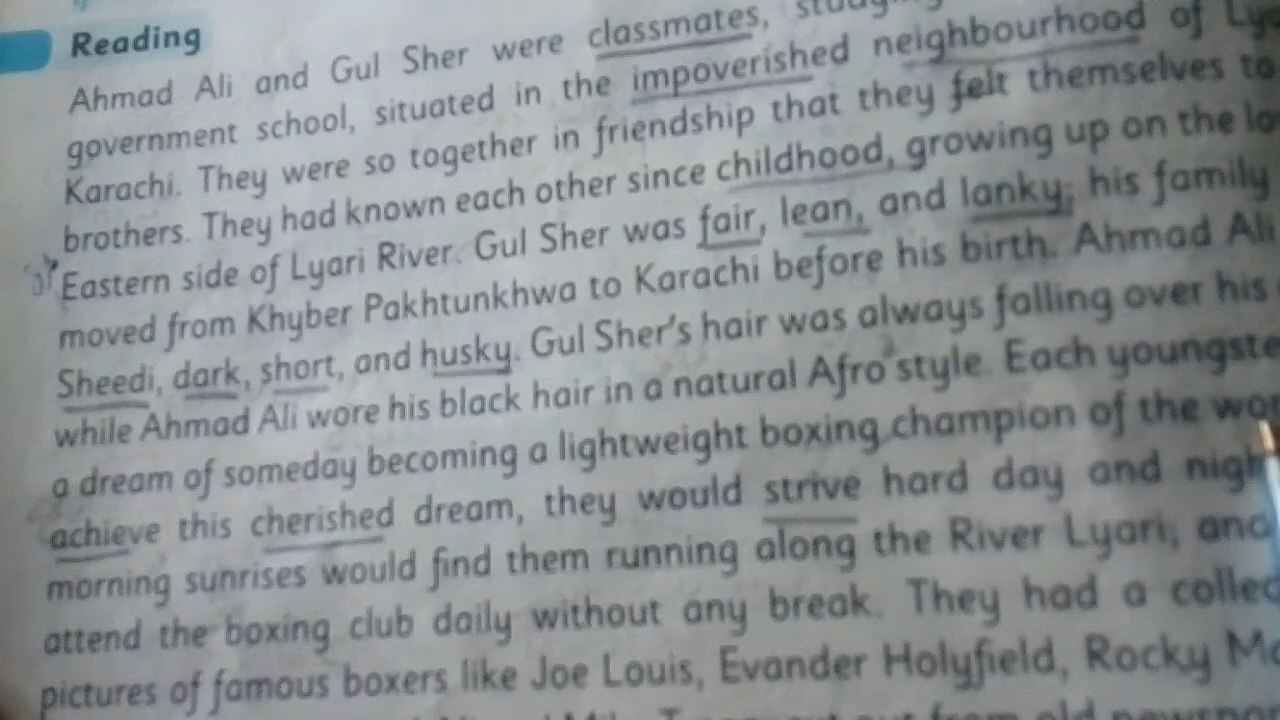 Reading
Ahmad Ali and Gul Sher were classmates,
government school, situated in the impoverished neighbourhood of
Karachi. They were so together in friendship that they felt themselves to
brothers. They had known each other since childhood, growing up on the
Eastern side of Lyari River. Gul Sher was fair, lean, and lanky; his family
moved from Khyber Pakhtunkhwa to Karachi before his birth. Ahmad Ali
Sheedi, dark, short, and husky. Gul Sher's hair was always falling over his
while Ahmad Ali wore his black hair in a natural Afro style. Each
a dream of someday becoming a lightweight boxing champion of the
achieve this cherished dream, they would strive hard day and
morning sunrises would find them running along the River Lyari, and
attend the boxing club daily without any break. They had a
pictures of famous boxers like Joe Louis, Evander Holyfield, Rocky
from old